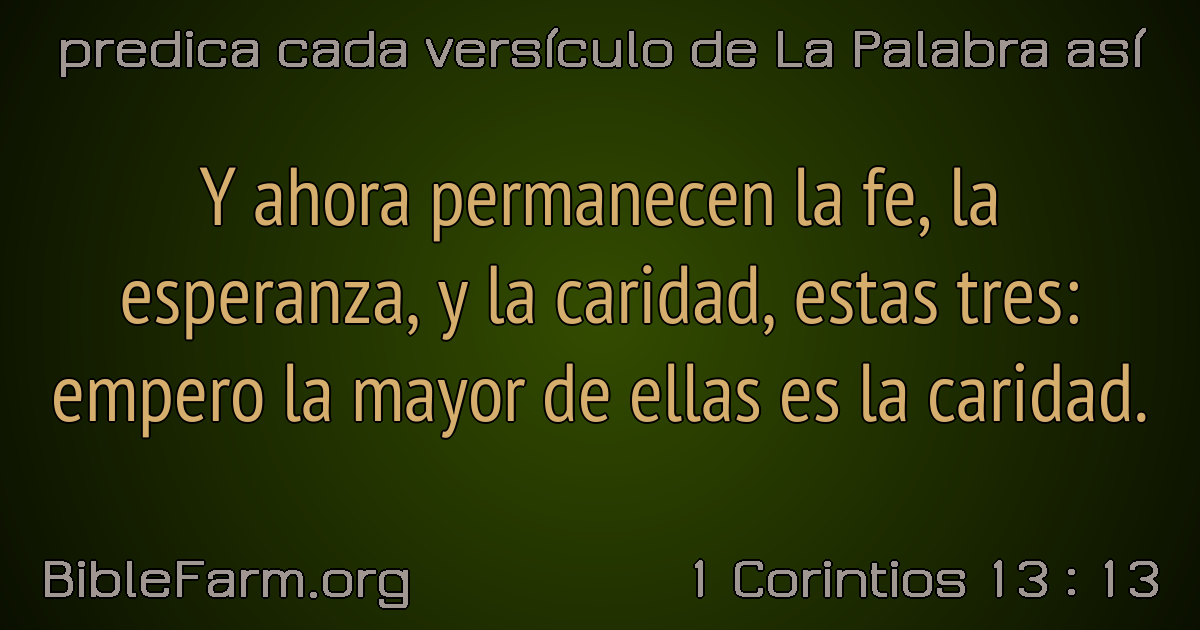 predica cada versículo de La Palabra así
Y ahora permanecen la fe, la
esperanza, y la caridad, estas tres:
empero la mayor de ellas es la caridad.
BibleFarm.org
1 Corintios 13 : 13